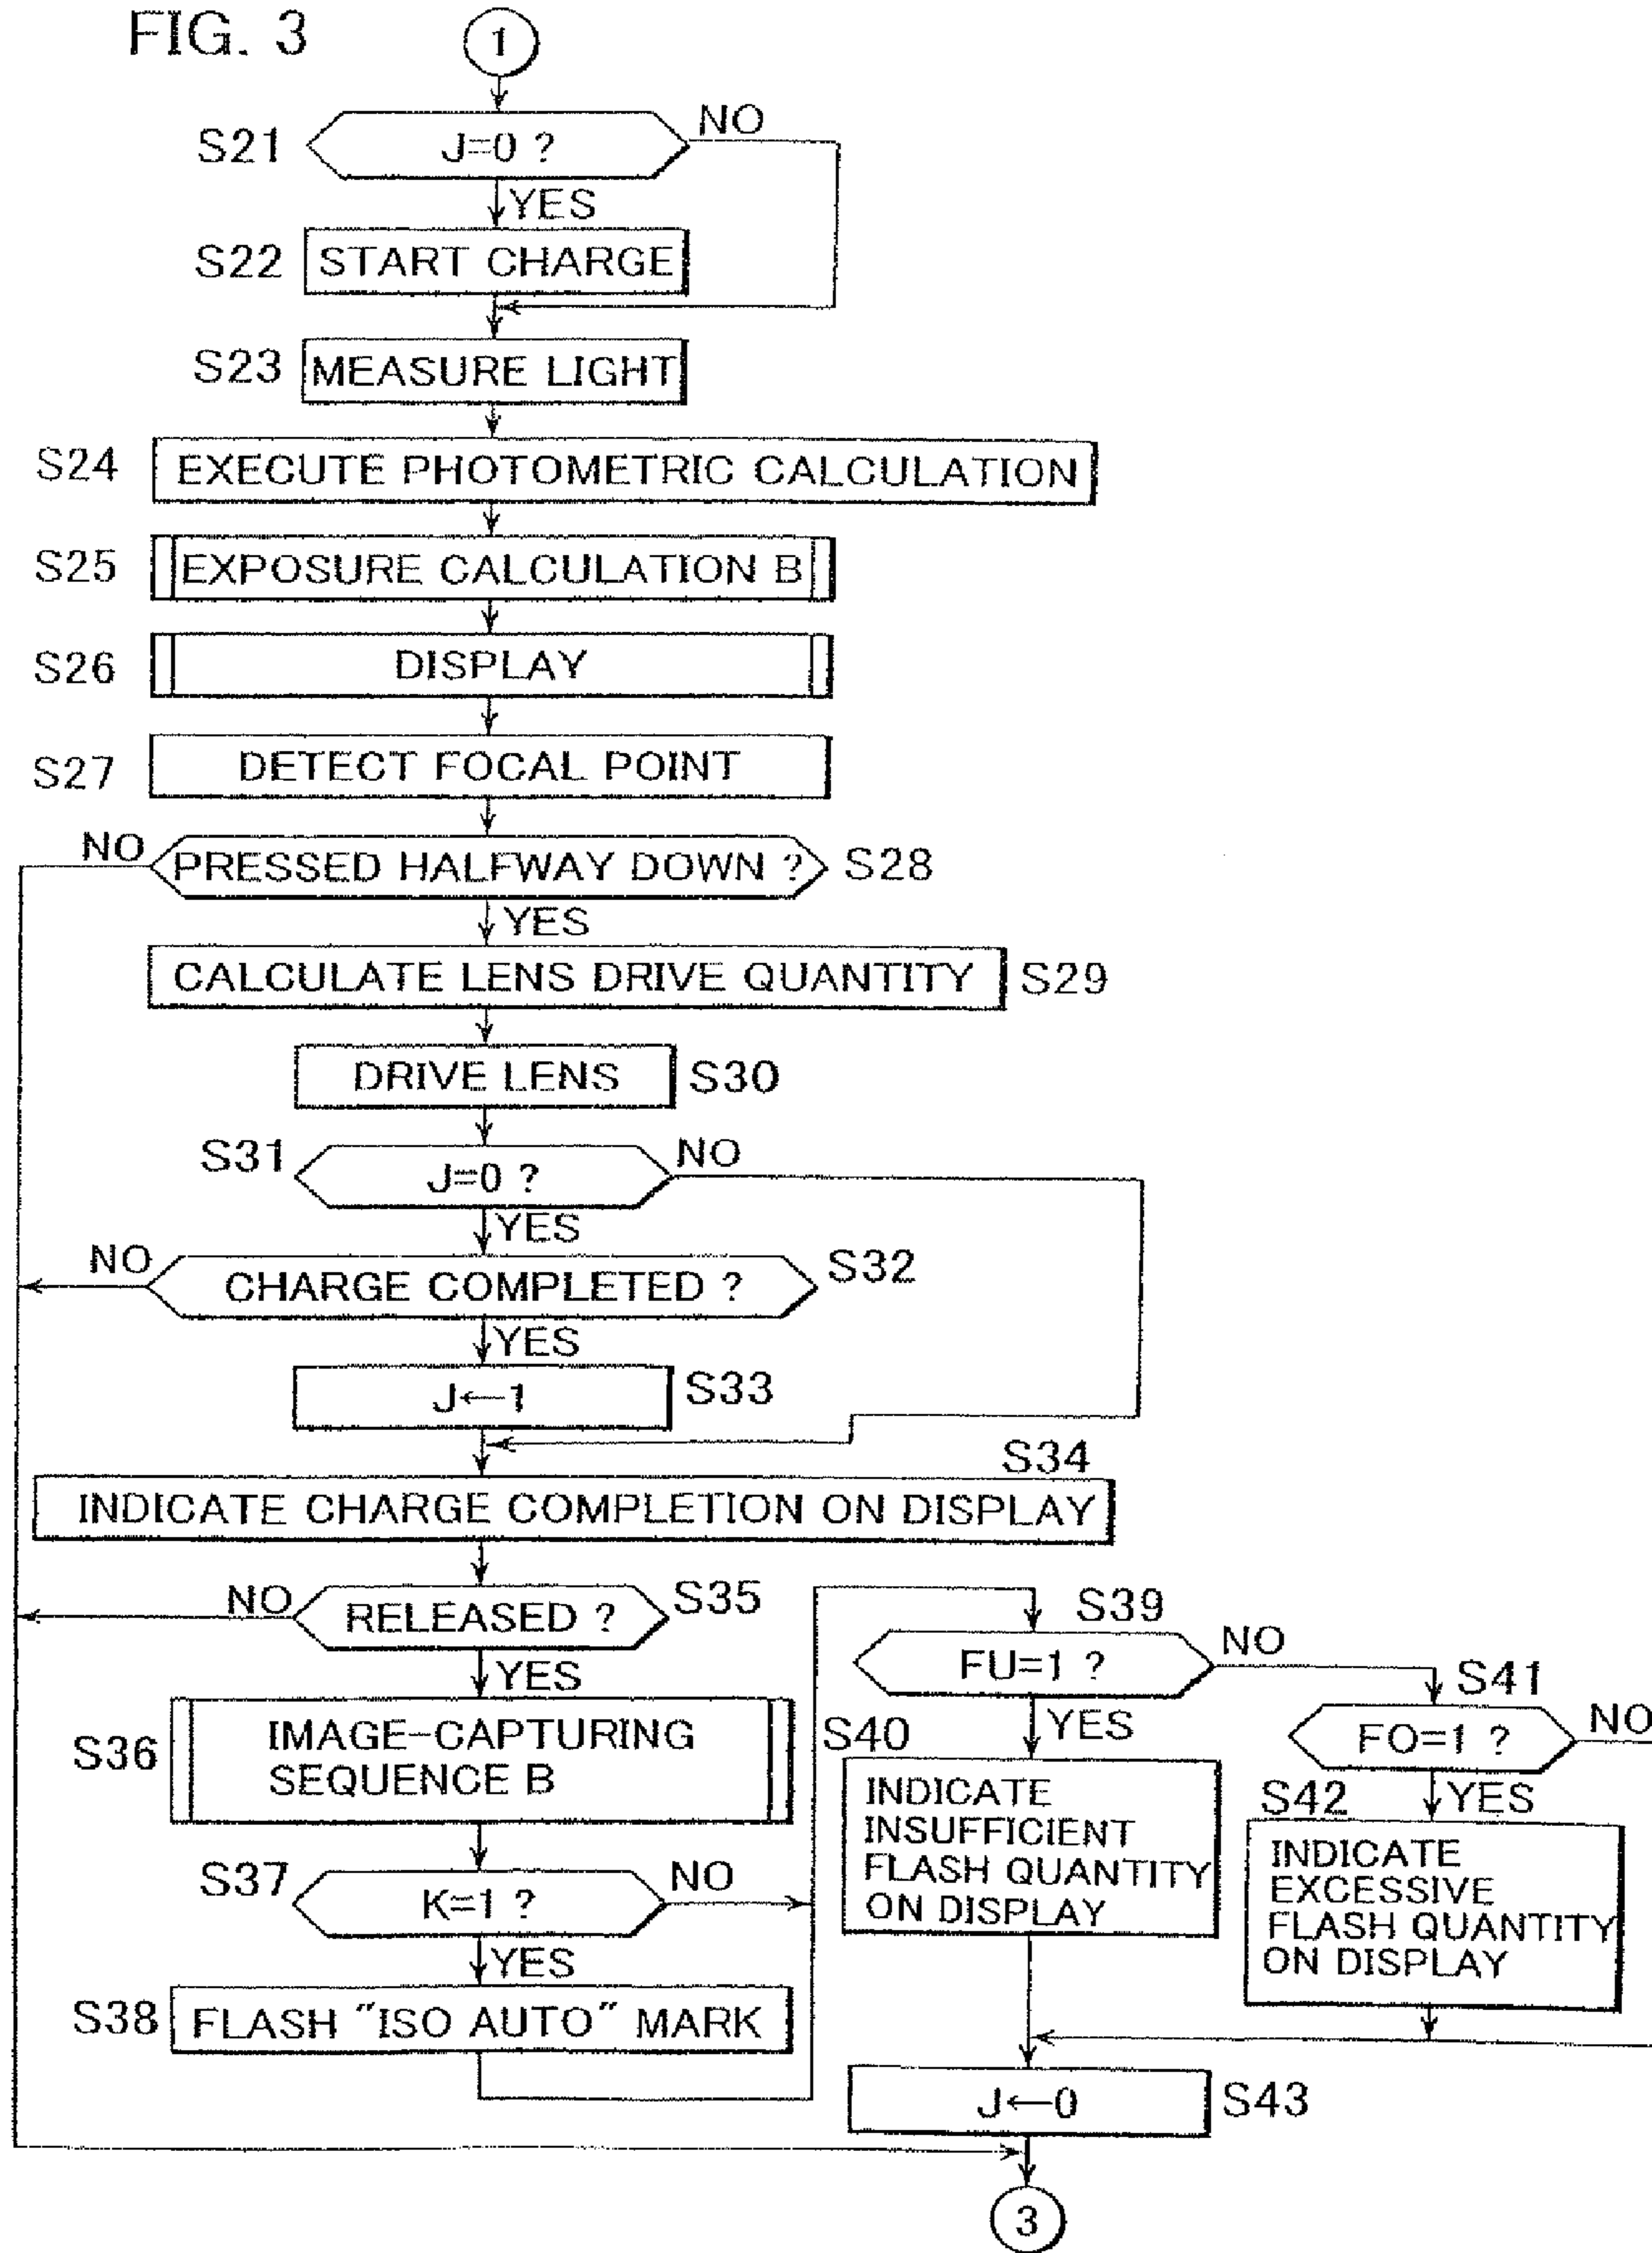 FIG. 3
1
S21
J=0 ?
NO
YES
S22
START CHARGE
S23
MEASURE LIGHT
S24
EXECUTE PHOTOMETRIC CALCULATION
S25
EXPOSURE CALCULATION B
S26
DISPLAY
S27
DETECT FOCAL POINT
NO
PRESSED HALFWAY DOWN ?
S28
YES
CALCULATE LENS DRIVE QUANTITY
S29
DRIVE LENS
S30
S31
J=0 ?
NO
YES
NO
CHARGE COMPLETED ?
S32
YES
J←1
S33
S34
INDICATE CHARGE COMPLETION ON DISPLAY
NO
RELEASED ?
S35
YES
S36
IMAGE-CAPTURING
SEQUENCE B
S37
K=1 ?
NO
YES
S38
FLASH "ISO AUTO" MARK
S39
FU=1 ?
NO
YES
S40
INDICATE
INSUFFICIENT
FLASH QUANTITY
ON DISPLAY
S41
FO=1 ?
NO
YES
S42
INDICATE
EXCESSIVE
FLASH QUANTITY
ON DISPLAY
J←0
S43
3